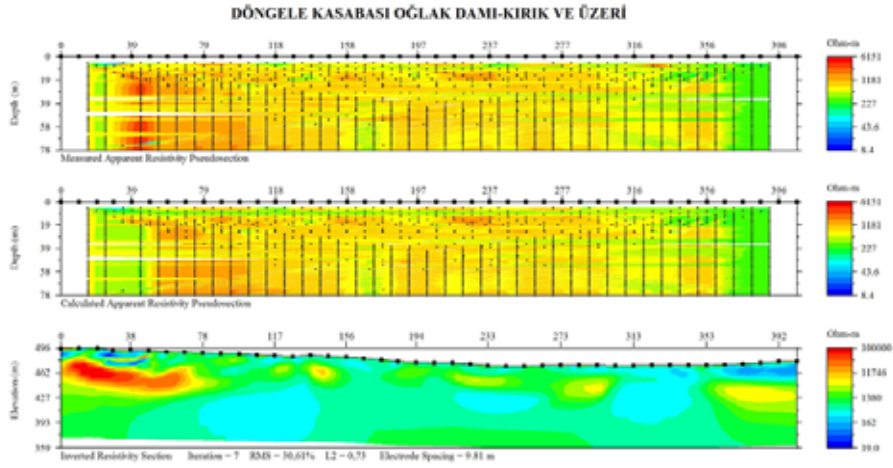 DÖNGELE KASABASI OĞLAK DAMI-KIRIK VE ÜZERİ
0 39 79 118 158 197 237 277 316 356 396
Ohm-m
Depth (m)
0
19
39
58
78
6151
1181
227
43.6
8.4
Measured Apparent Resistivity Pseudosection
0 39 79 118 158 197 237 277 316 356 396
Ohm-m
Depth (m)
0
19
39
58
78
6151
1181
227
43.6
8.4
Calculated Apparent Resistivity Pseudosection
0 38 78 117 156 194 233 273 313 353 392
Ohm-m
Elevation (m)
496
462
427
393
359
100000
11746
1380
162
19.0
Inverted Resistivity Section Iteration = 7 RMS = 30,61% L2 = 0,73 Electrode Spacing = 9.81 m